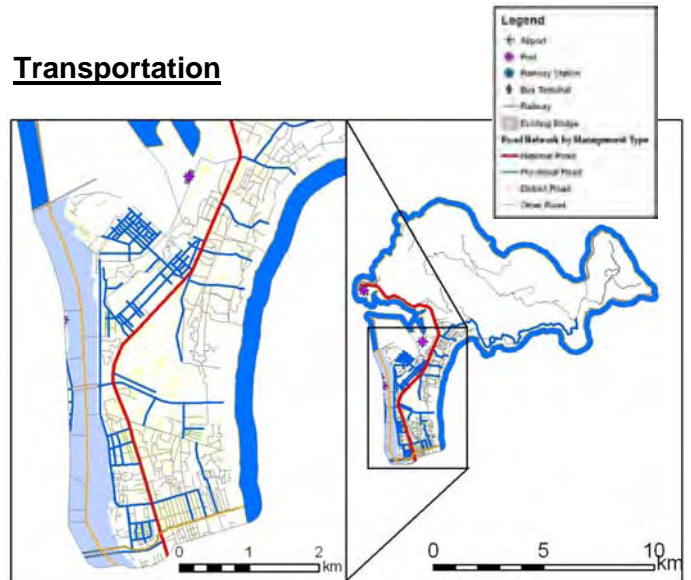 Transportation
Legend
Airport
Port
Railway Station
Bus Terminal
Railway
Existing Bridge
Road Network by Management Type
National Road
Provincial Road
District Road
Other Road
0 1 2
km
0 5 10
km